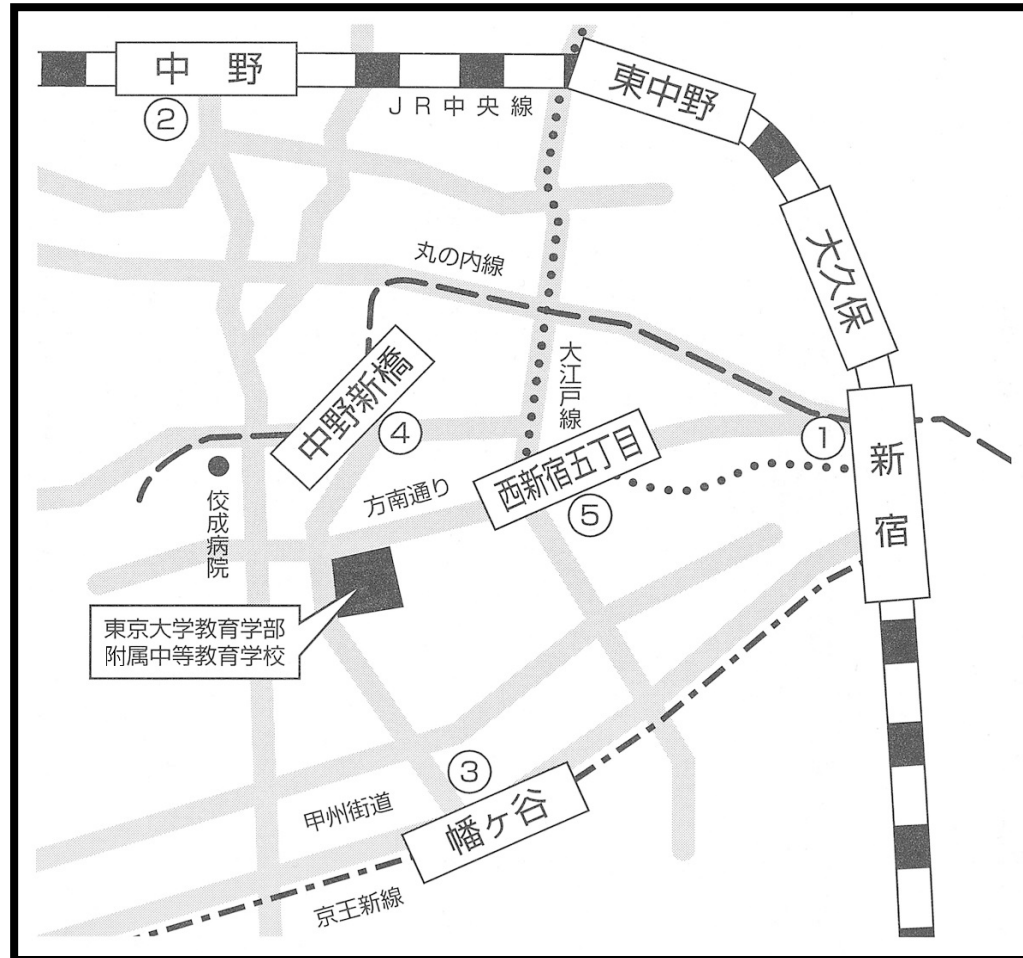 中野
東中野
②
JR中央線
大久保
丸の内線
大江戸線
中野新橋
④
①
新宿
西新宿五丁目
⑤
方南通り
佼成病院
東京大学教育学部
附属中等教育学校
③
甲州街道
幡ヶ谷
京王新線